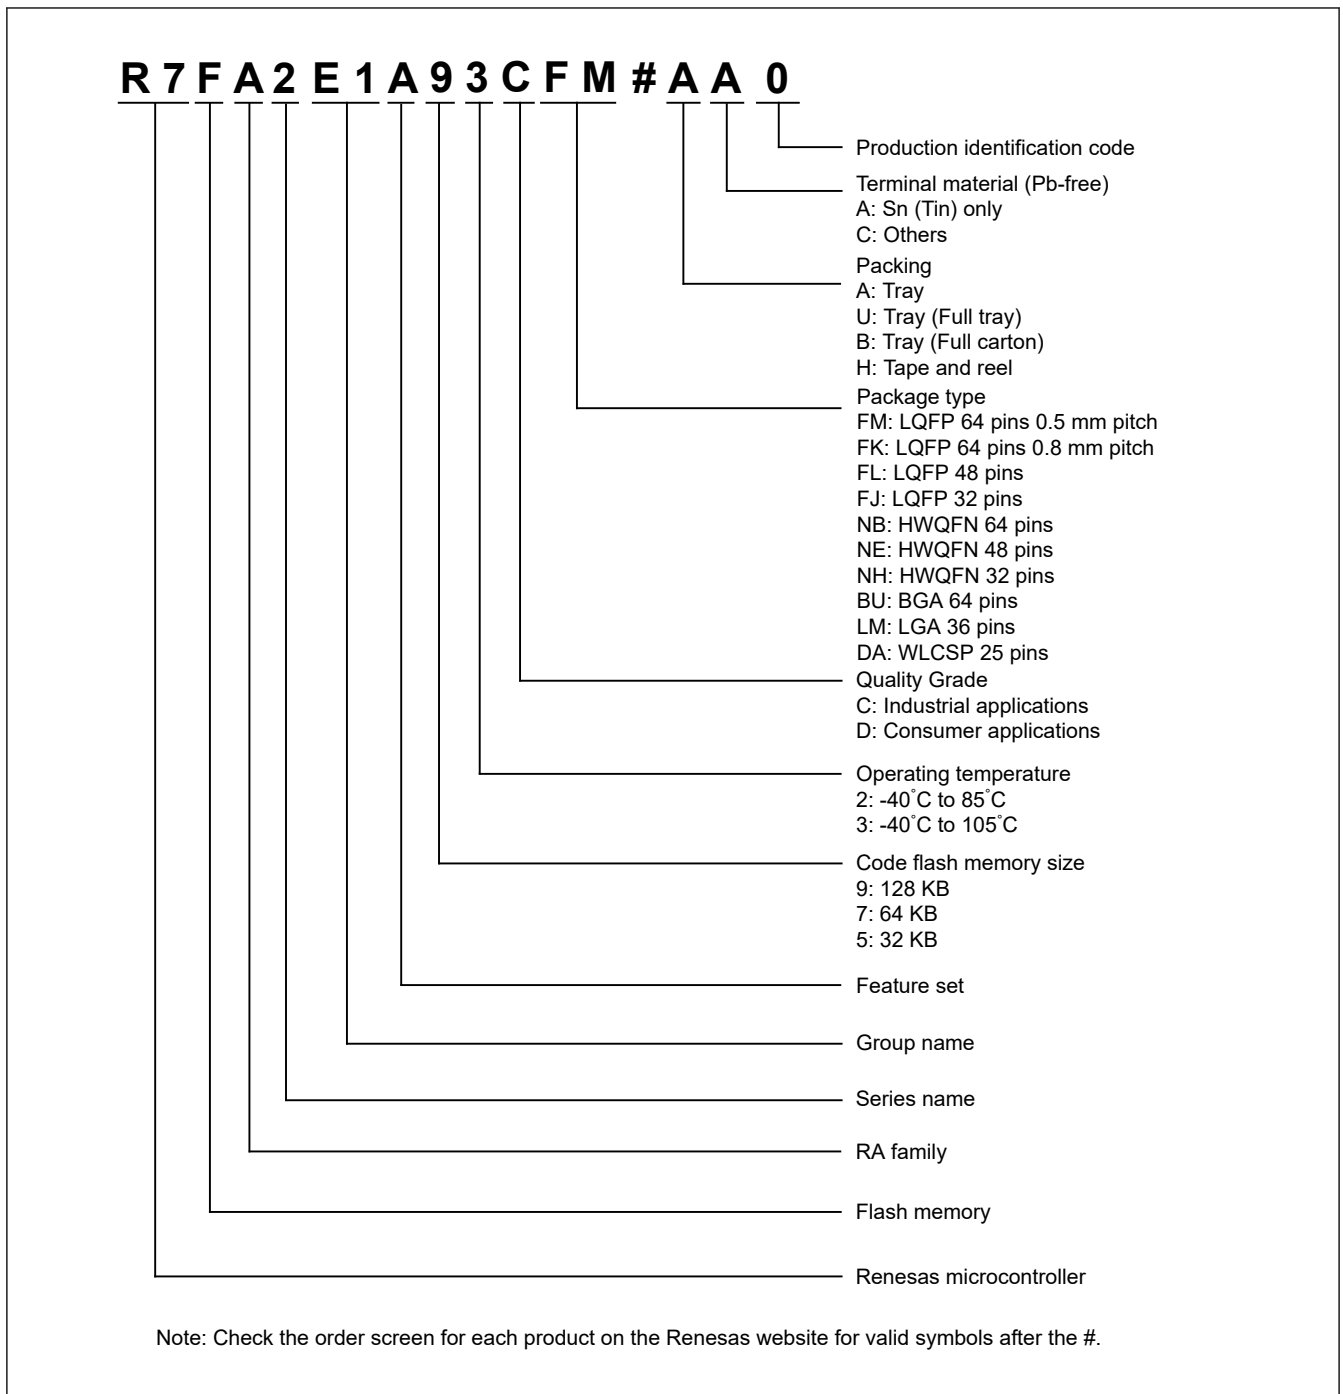 R7FA2E1A93CFM#AA0
Production identification code
Terminal material (Pb-free)
A: Sn (Tin) only
C: Others
Packing
A: Tray
U: Tray (Full tray)
B: Tray (Full carton)
H: Tape and reel
Package type
FM: LQFP 64 pins 0.5 mm pitch
FK: LQFP 64 pins 0.8 mm pitch
FL: LQFP 48 pins
FJ: LQFP 32 pins
NB: HWQFN 64 pins
NE: HWQFN 48 pins
NH: HWQFN 32 pins
BU: BGA 64 pins
LM: LGA 36 pins
DA: WLCSP 25 pins
Quality Grade
C: Industrial applications
D: Consumer applications
Operating temperature
2: -40°C to 85°C
3: -40°C to 105°C
Code flash memory size
9: 128 KB
7: 64 KB
5: 32 KB
Feature set
Group name
Series name
RA family
Flash memory
Renesas microcontroller
Note: Check the order screen for each product on the Renesas website for valid symbols after the #.